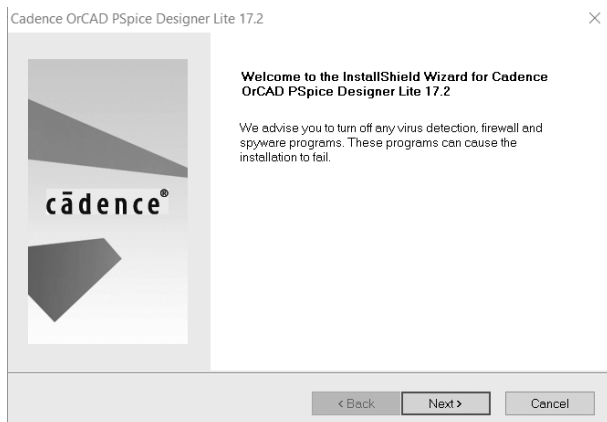 Cadence OrCAD PSpice Designer Lite 17.2
Welcome to the InstallShield Wizard for Cadence
OrCAD PSpice Designer Lite 17.2
We advise you to turn off any virus detection, firewall and
spyware programs. These programs can cause the
installation to fail.
cādence®
< Back
Next >
Cancel